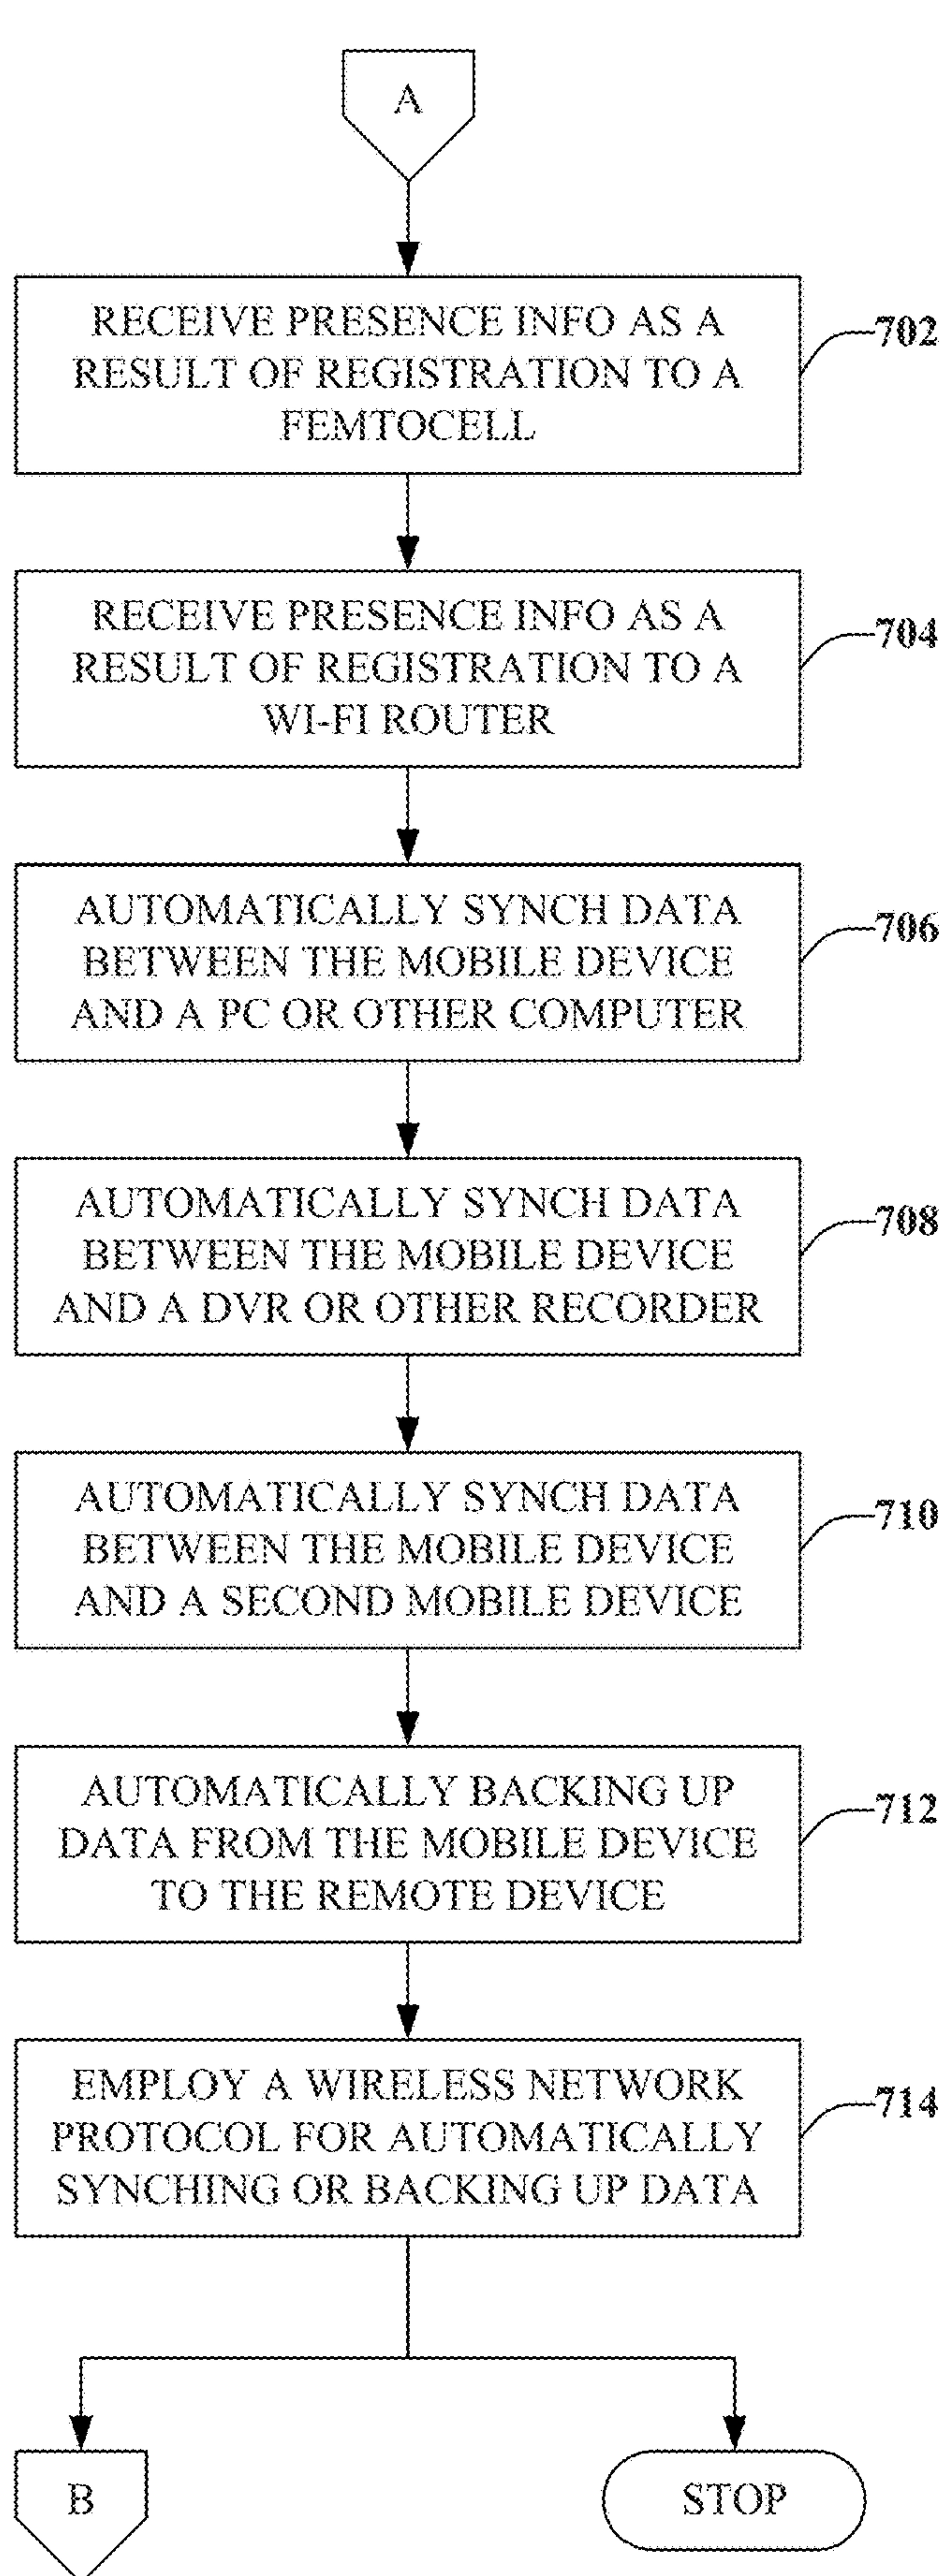 A
RECEIVE PRESENCE INFO AS A
RESULT OF REGISTRATION TO A
FEMTOCELL
702
RECEIVE PRESENCE INFO AS A
RESULT OF REGISTRATION TO A
WI-FI ROUTER
704
AUTOMATICALLY SYNCH DATA
BETWEEN THE MOBILE DEVICE
AND A PC OR OTHER COMPUTER
706
AUTOMATICALLY SYNCH DATA
BETWEEN THE MOBILE DEVICE
AND A DVR OR OTHER RECORDER
708
AUTOMATICALLY SYNCH DATA
BETWEEN THE MOBILE DEVICE
AND A SECOND MOBILE DEVICE
710
AUTOMATICALLY BACKING UP
DATA FROM THE MOBILE DEVICE
TO THE REMOTE DEVICE
712
EMPLOY A WIRELESS NETWORK
PROTOCOL FOR AUTOMATICALLY
SYNCHING OR BACKING UP DATA
714
B
STOP